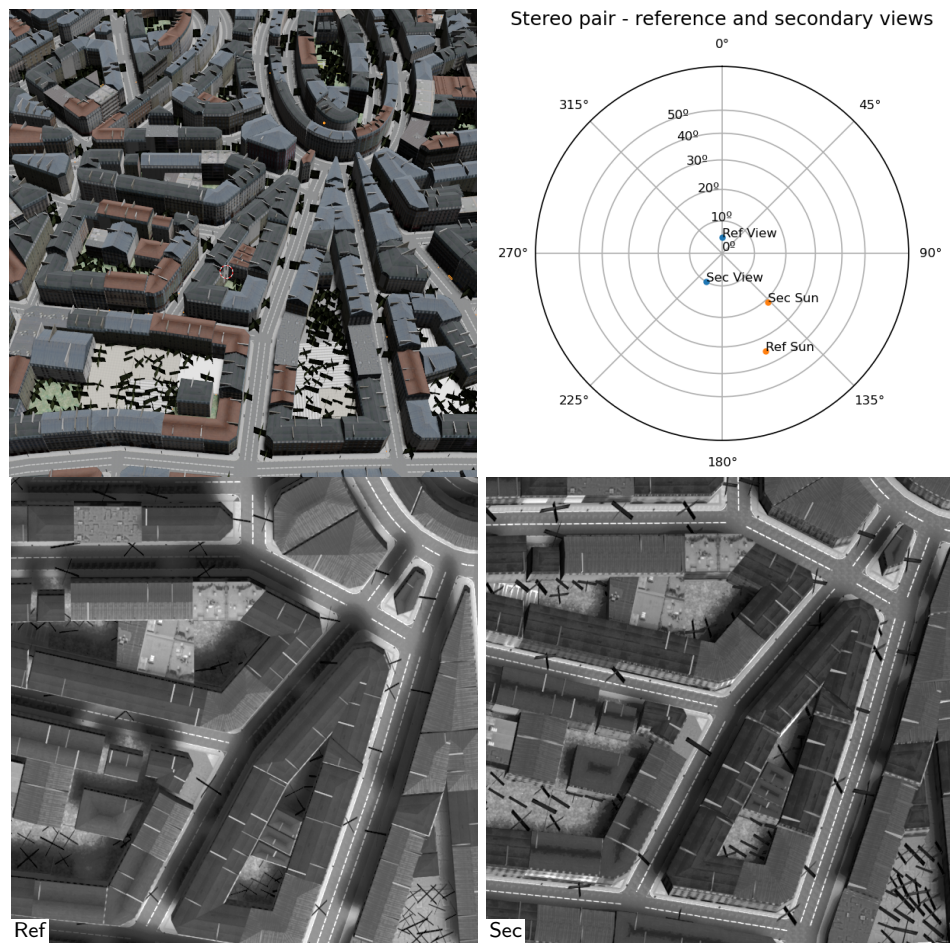 Stereo pair - reference and secondary views
0°
315°
45°
50º
40º
30º
20º
10º
Ref View
0º
270°
90°
Sec View
Sec Sun
Ref Sun
225°
135°
180°
Ref
Sec